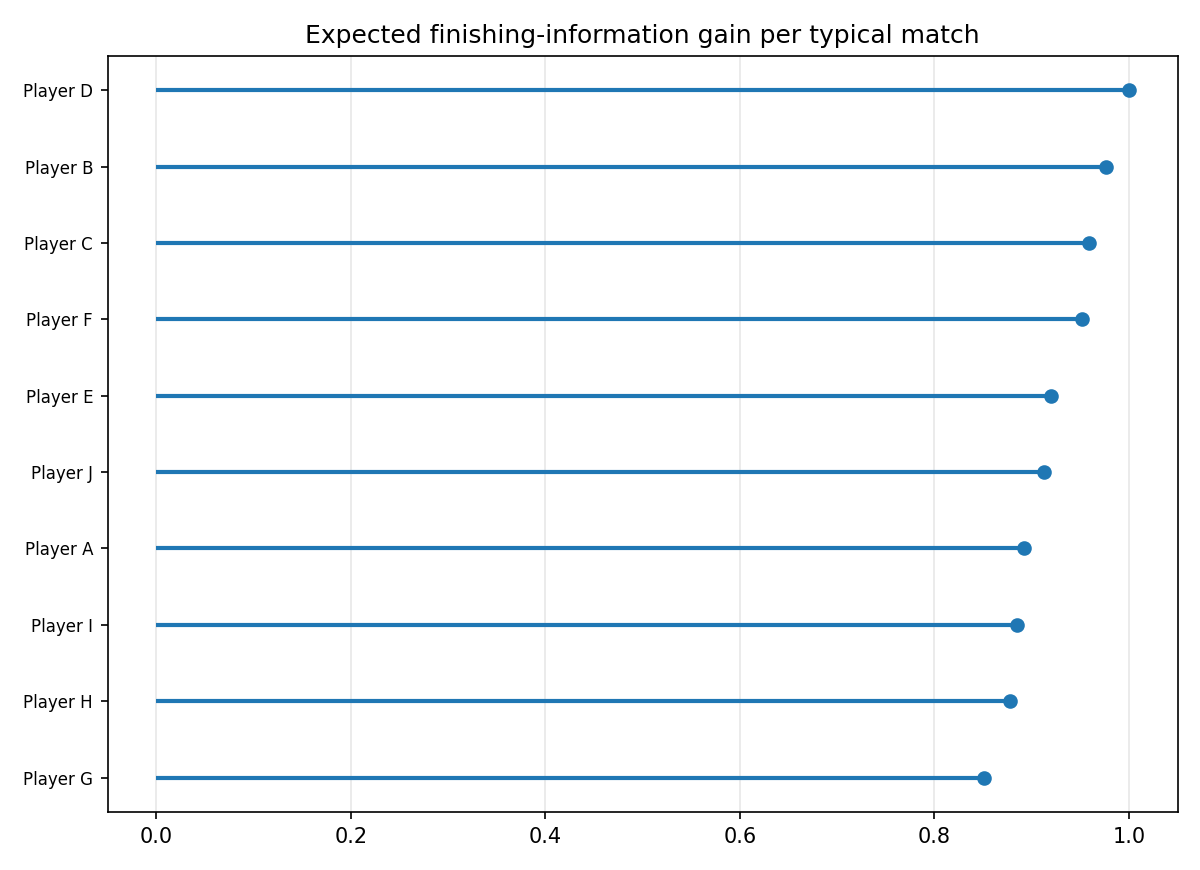 Expected finishing-information gain per typical match
Player D
Player B
Player C
Player F
Player E
Player J
Player A
Player I
Player H
Player G
0.0 0.2 0.4 0.6 0.8 1.0